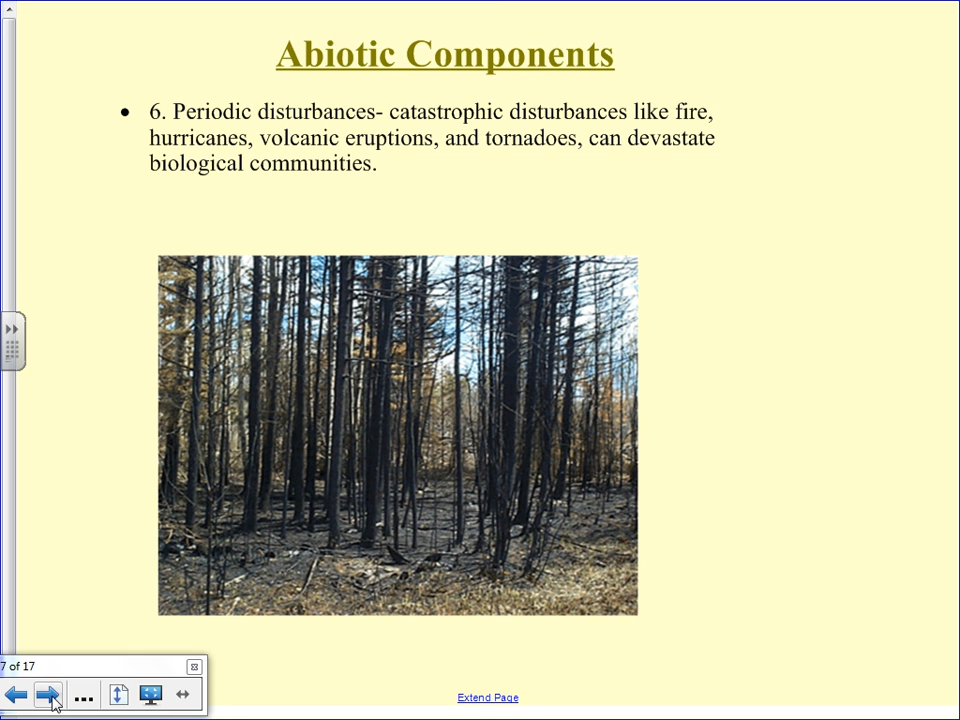 Abiotic Components
• 6. Periodic disturbances- catastrophic disturbances like fire,
hurricanes, volcanic eruptions, and tornadoes, can devastate
biological communities.
7 of 17
Extend Page